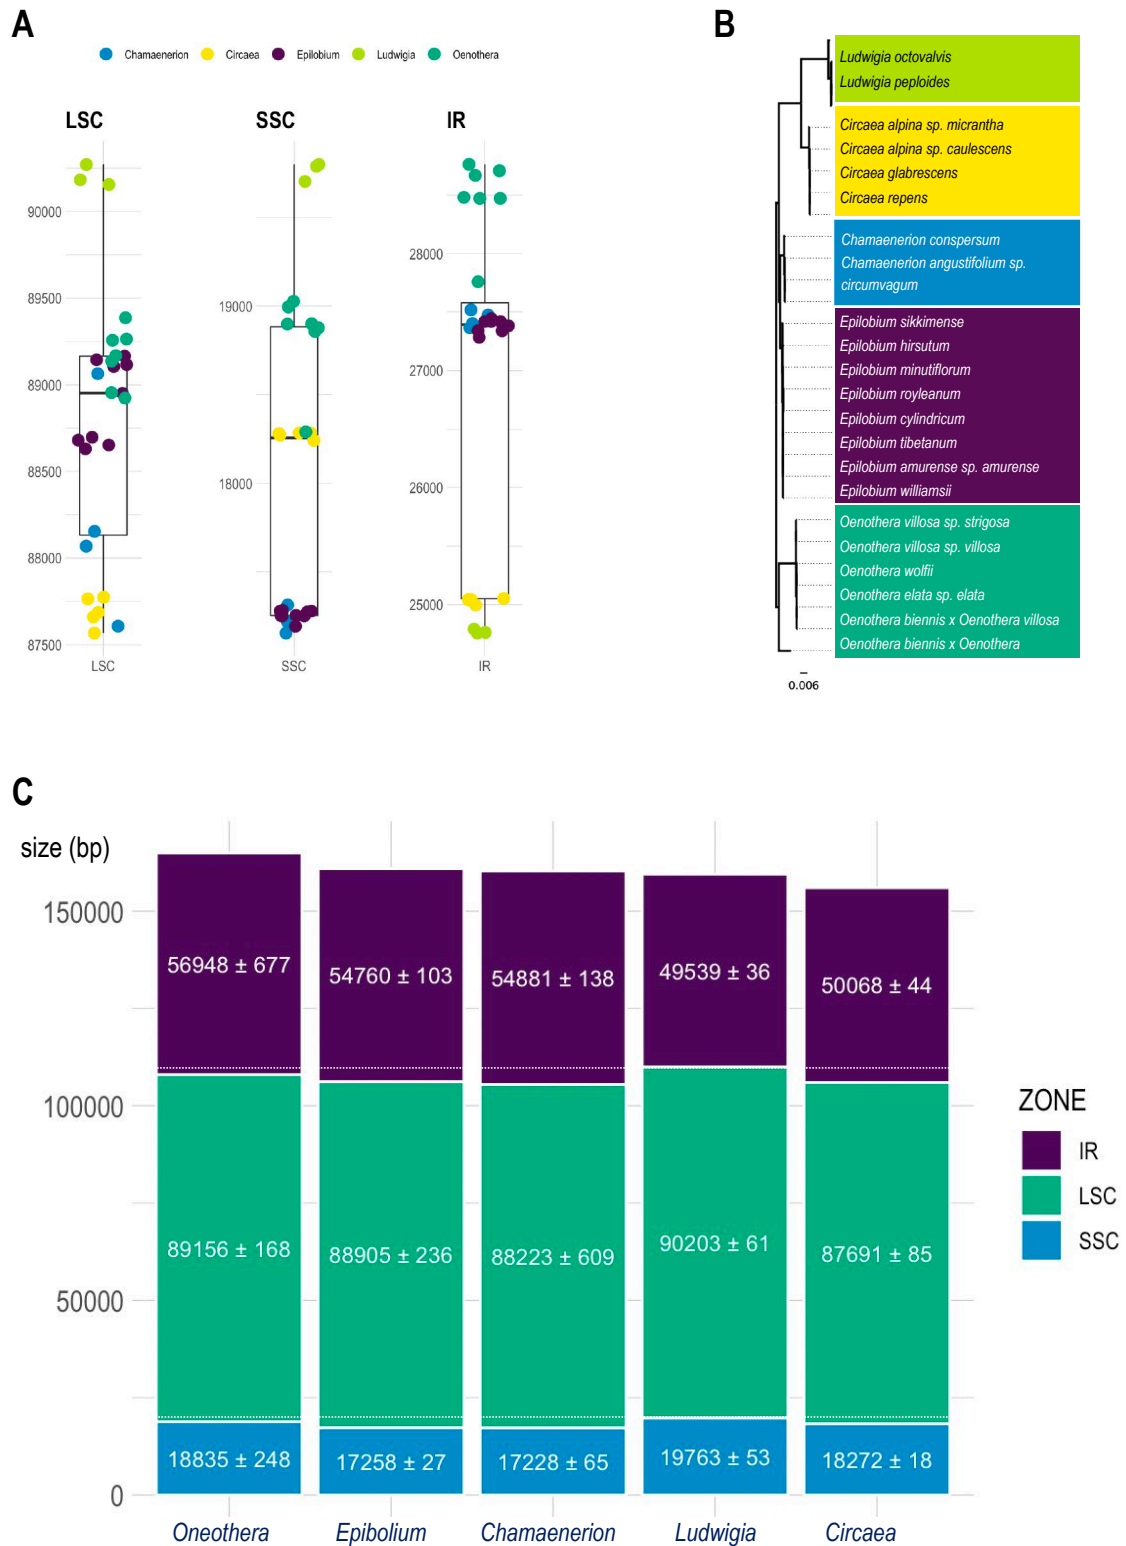 A
Chamaenerion Circaea Epilobium Ludwigia Oenothera
LSC
90000
89500
89000
88500
88000
87500
LSC
SSC
19000
18000
SSC
IR
28000
27000
26000
25000
IR
B
Ludwigia octovalvis
Ludwigia peploides
Circaea alpina sp. micrantha
Circaea alpina sp. caulescens
Circaea glabrescens
Circaea repens
Chamaenerion conspersum
Chamaenerion angustifolium sp.
circumvagum
Epilobium sikkimense
Epilobium hirsutum
Epilobium minutiflorum
Epilobium royleanum
Epilobium cylindricum
Epilobium tibetanum
Epilobium amurense sp. amurense
Epilobium williamsii
Oenothera villosa sp. strigosa
Oenothera villosa sp. villosa
Oenothera wolfii
Oenothera elata sp. elata
Oenothera biennis x Oenothera villosa
Oenothera biennis x Oenothera
0.006
C
size (bp)
150000
100000
50000
0
56948 ± 677 54760 ± 103 54881 ± 138 49539 ± 36 50068 ± 44
89156 ± 168 88905 ± 236 88223 ± 609 90203 ± 61 87691 ± 85
18835 ± 248 17258 ± 27 17228 ± 65 19763 ± 53 18272 ± 18
Oneothera Epibolium Chamaenerion Ludwigia Circaea
ZONE
IR
LSC
SSC